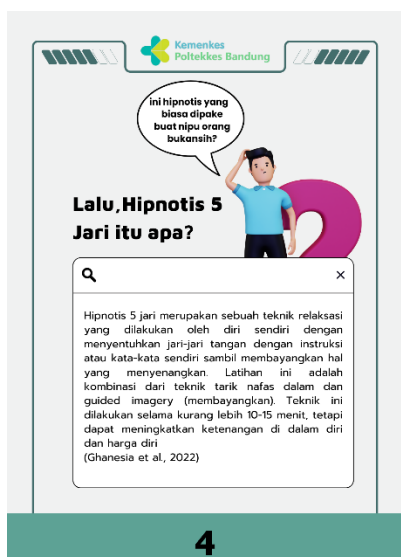 Kemenkes
Poltekkes Bandung
ini hipnotis yang
biasa dipake
buat nipu orang
bukansih?
Lalu,Hipnotis 5
Jari itu apa?
Hipnotis 5 jari merupakan sebuah teknik relaksasi
yang dilakukan oleh diri sendiri dengan
menyentuhkan jari-jari tangan dengan instruksi
atau kata-kata sendiri sambil membayangkan hal
yang menyenangkan. Latihan ini adalah
kombinasi dari teknik tarik nafas dalam dan
guided imagery (membayangkan). Teknik ini
dilakukan selama kurang lebih 10-15 menit, tetapi
dapat meningkatkan ketenangan di dalam diri
dan harga diri
(Ghanesia et al., 2022)
4